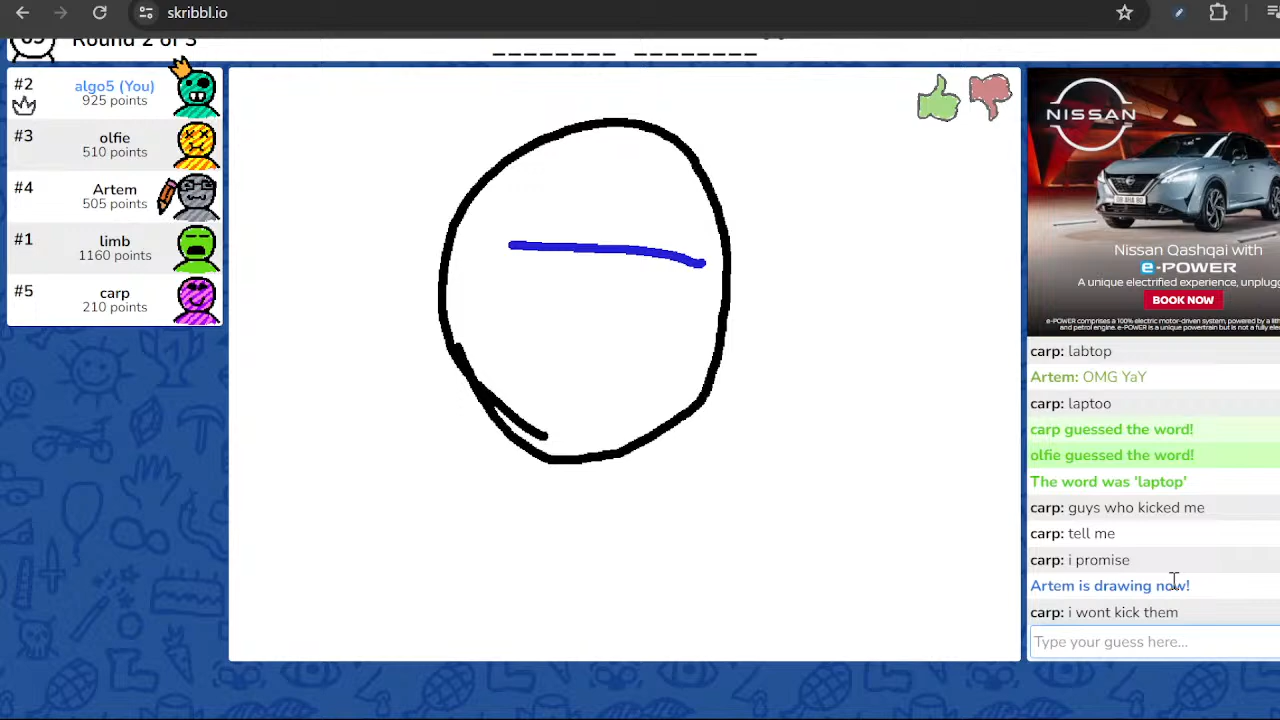 skribbl.io
Round 2 of 3
________ ________
#2
algo5 (You)
925 points
#3
olfie
510 points
#4
Artem
505 points
#1
limb
1160 points
#5
carp
210 points
NISSAN
Nissan Qashqai with
e-POWER
A unique electrified experience, unplugg
BOOK NOW
carp: labtop
Artem: OMG YaY
carp: laptoo
carp guessed the word!
olfie guessed the word!
The word was 'laptop'
carp: guys who kicked me
carp: tell me
carp: i promise
Artem is drawing now!
carp: i wont kick them
Type your guess here...